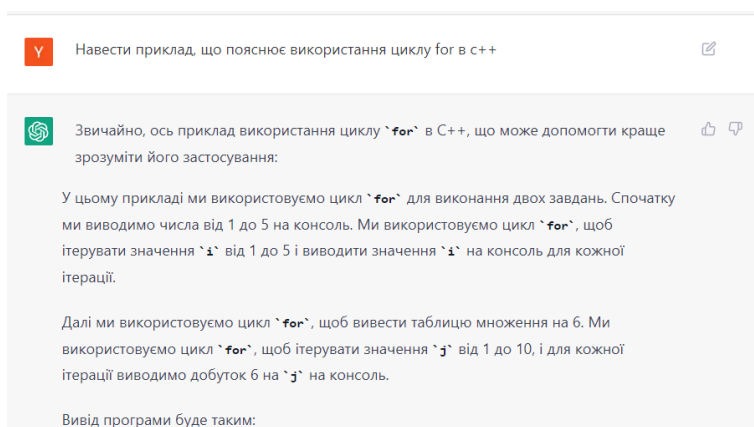 Y
Навести приклад, що пояснює використання циклу for в c++
Звичайно, ось приклад використання циклу `for` в C++, що може допомогти краще
зрозуміти його застосування:
У цьому прикладі ми використовуємо цикл `for` для виконання двох завдань. Спочатку
ми виводимо числа від 1 до 5 на консоль. Ми використовуємо цикл `for`, щоб
ітерувати значення `i` від 1 до 5 і виводити значення `i` на консоль для кожної
ітерації.
Далі ми використовуємо цикл `for`, щоб вивести таблицю множення на 6. Ми
використовуємо цикл `for`, щоб ітерувати значення `j` від 1 до 10, і для кожної
ітерації виводимо добуток 6 на `j` на консоль.
Вивід програми буде таким: